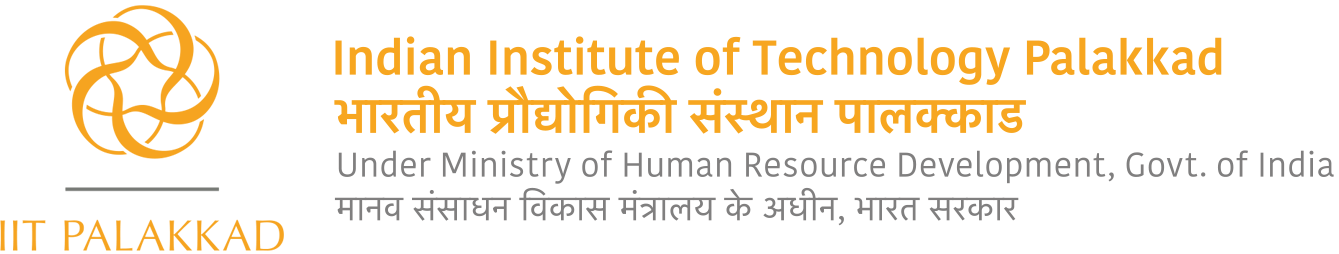 IIT PALAKKAD
Indian Institute of Technology Palakkad
भारतीय प्रौद्योगिकी संस्थान पालक्काड
Under Ministry of Human Resource Development, Govt. of India
मानव संसाधन विकास मंत्रालय के अधीन, भारत सरकार